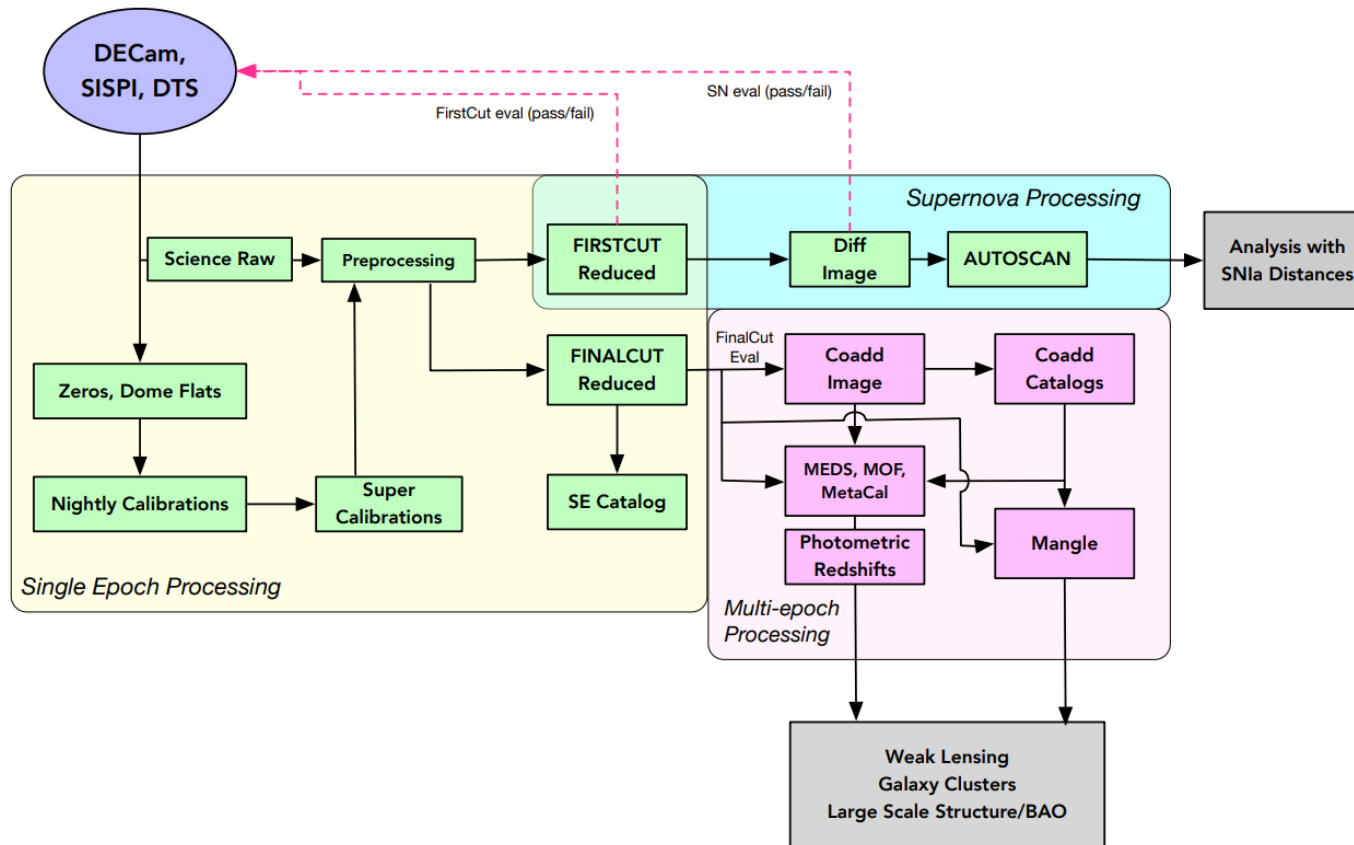 DECam,
SISPI, DTS
SN eval (pass/fail)
FirstCut eval (pass/fail)
Supernova Processing
Science Raw
Preprocessing
FIRSTCUT
Reduced
Diff
Image
AUTOSCAN
Analysis with
SNIa Distances
Zeros, Dome Flats
FINALCUT
Reduced
FinalCut
Eval
Coadd
Image
Coadd
Catalogs
Nightly Calibrations
Super
Calibrations
SE Catalog
MEDS, MOF,
MetaCal
Photometric
Redshifts
Mangle
Single Epoch Processing
Multi-epoch
Processing
Weak Lensing
Galaxy Clusters
Large Scale Structure/BAO